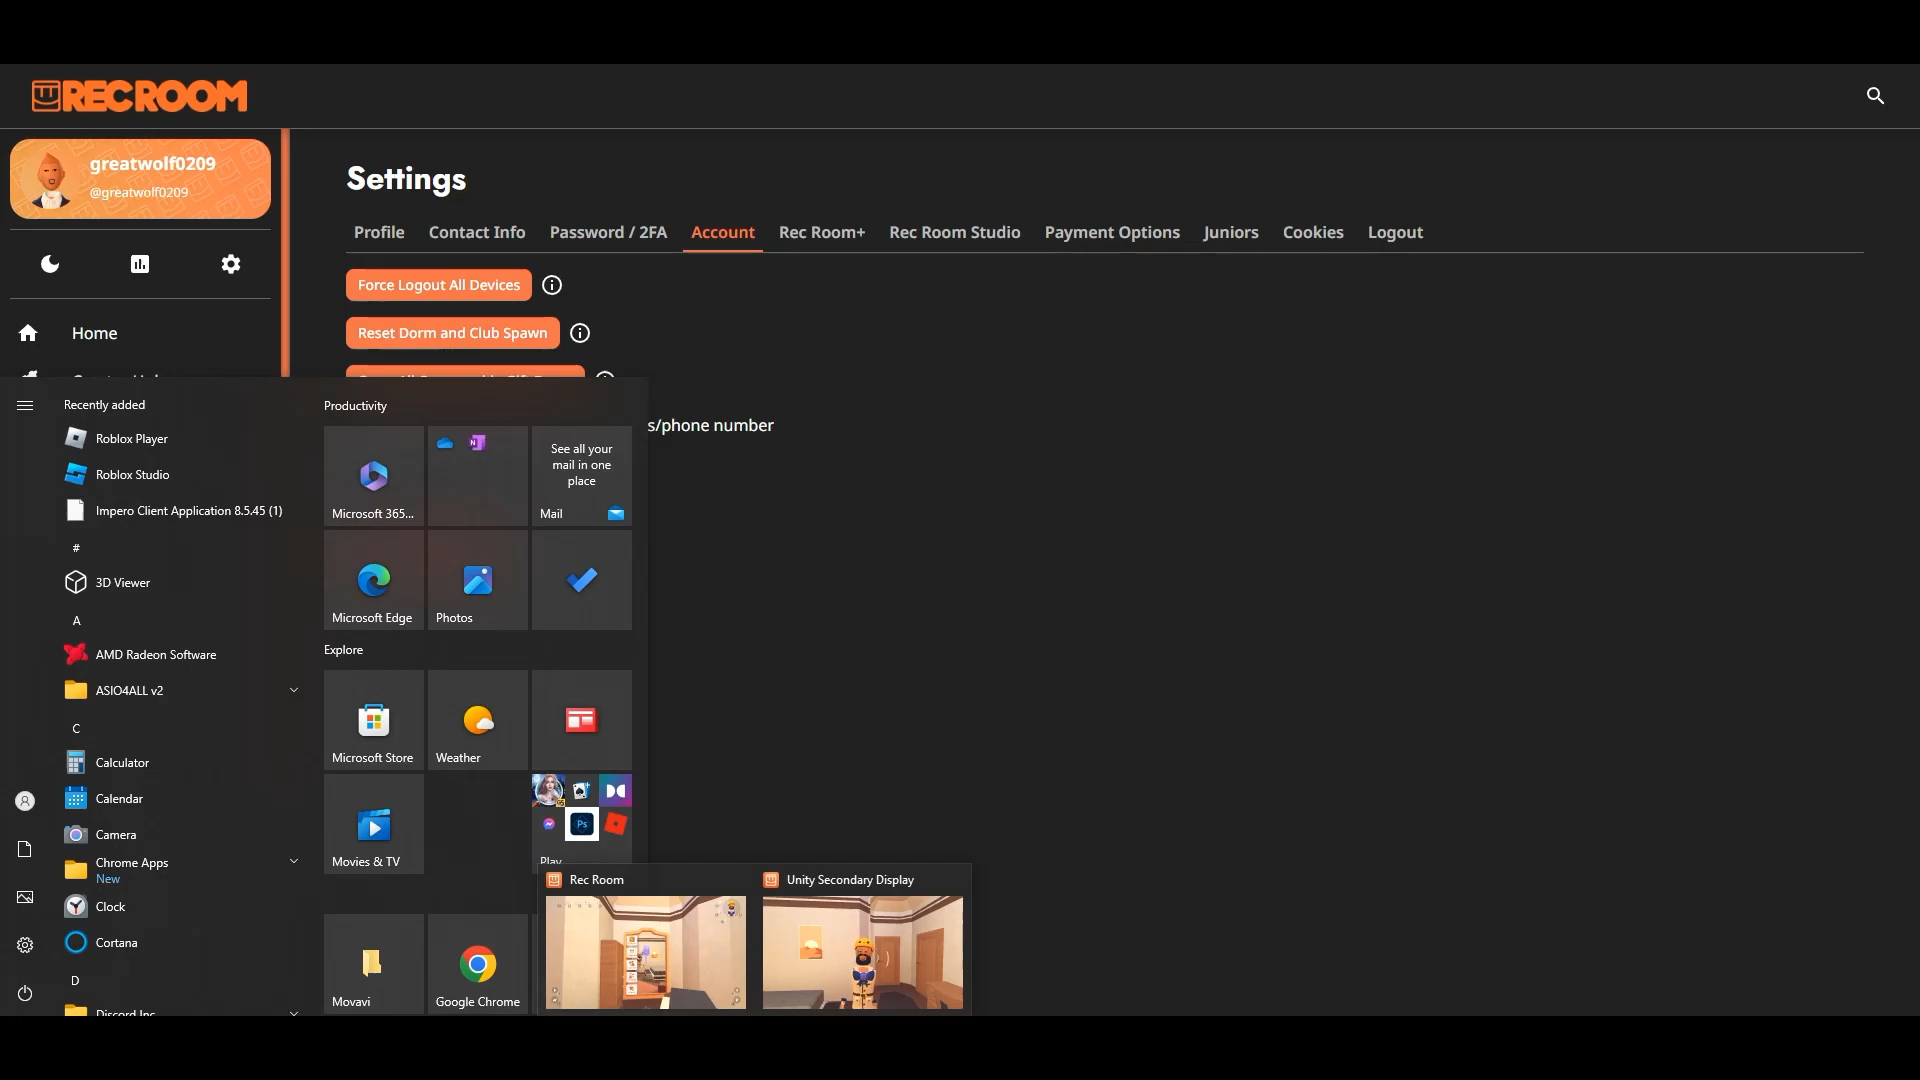 RECROOM
greatwolf0209
@greatwolf0209
Home
Settings
Profile
Contact Info
Password / 2FA
Account
Rec Room+
Rec Room Studio
Payment Options
Juniors
Cookies
Logout
Force Logout All Devices
Reset Dorm and Club Spawn
s/phone number
Recently added
Roblox Player
Roblox Studio
Impero Client Application 8.5.45 (1)
#
3D Viewer
A
AMD Radeon Software
ASIO4ALL v2
C
Calculator
Calendar
Camera
Chrome Apps
New
Clock
Cortana
D
Discord Inc
Productivity
Microsoft 365...
See all your
mail in one
place
Mail
Microsoft Edge
Photos
Explore
Microsoft Store
Weather
Movies & TV
Ps
Play
Movavi
Google Chrome
Rec Room
Unity Secondary Display